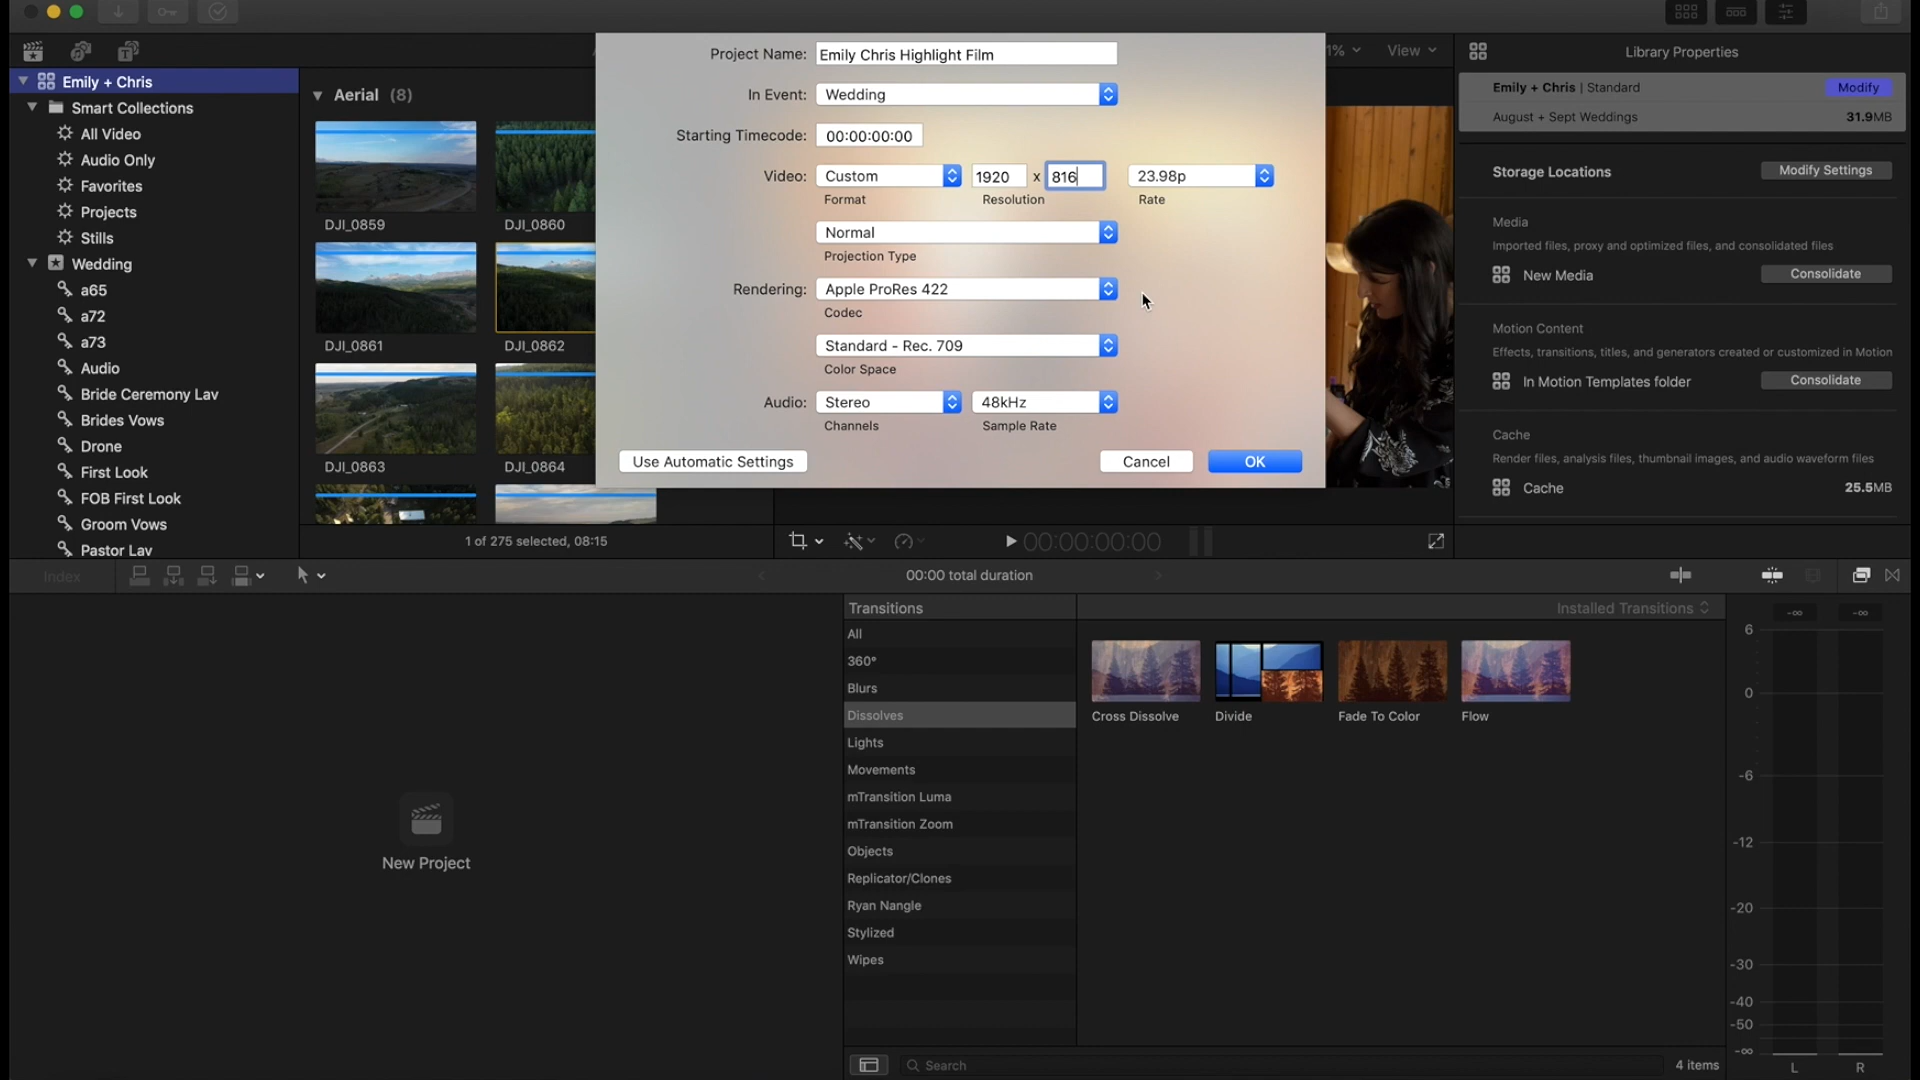 Project Name: Emily Chris Highlight Film
In Event: Wedding
Starting Timecode: 00:00:00:00
Video: Custom 1920 x 816 23.98p
Format Resolution Rate
Normal
Projection Type
Rendering: Apple ProRes 422
Codec
Standard - Rec. 709
Color Space
Audio: Stereo 48kHz
Channels Sample Rate
Use Automatic Settings Cancel OK
Emily + Chris
Smart Collections
All Video
Audio Only
Favorites
Projects
Stills
Wedding
a65
a72
a73
Audio
Bride Ceremony Lav
Brides Vows
Drone
First Look
FOB First Look
Groom Vows
Pastor Lav
Aerial (8)
DJI_0859 DJI_0860
DJI_0861 DJI_0862
DJI_0863 DJI_0864
1 of 275 selected, 08:15
% View
00:00:00:00
Library Properties
Emily + Chris | Standard Modify
August + Sept Weddings 31.9MB
Storage Locations Modify Settings
Media
Imported files, proxy and optimized files, and consolidated files
New Media Consolidate
Motion Content
Effects, transitions, titles, and generators created or customized in Motion
In Motion Templates folder Consolidate
Cache
Render files, analysis files, thumbnail images, and audio waveform files
Cache 25.5MB
Index
00:00 total duration
New Project
Transitions
All
360°
Blurs
Dissolves
Lights
Movements
mTransition Luma
mTransition Zoom
Objects
Replicator/Clones
Ryan Nangle
Stylized
Wipes
Installed Transitions
Cross Dissolve Divide Fade To Color Flow
Search
4 items
-∞ -∞
6
0
-6
-12
-20
-30
-40
-50
-∞
L R